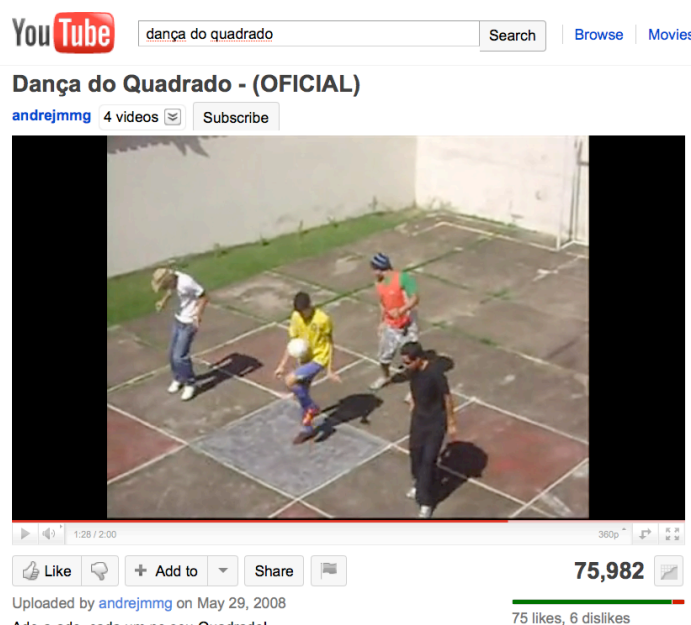 YouTube dança do quadrado Search Browse Movies
Dança do Quadrado - (OFICIAL)
andrejmmg 4 videos Subscribe
1:28 / 2:00 360p
Like Add to Share 75,982
Uploaded by andrejmmg on May 29, 2008
75 likes, 6 dislikes